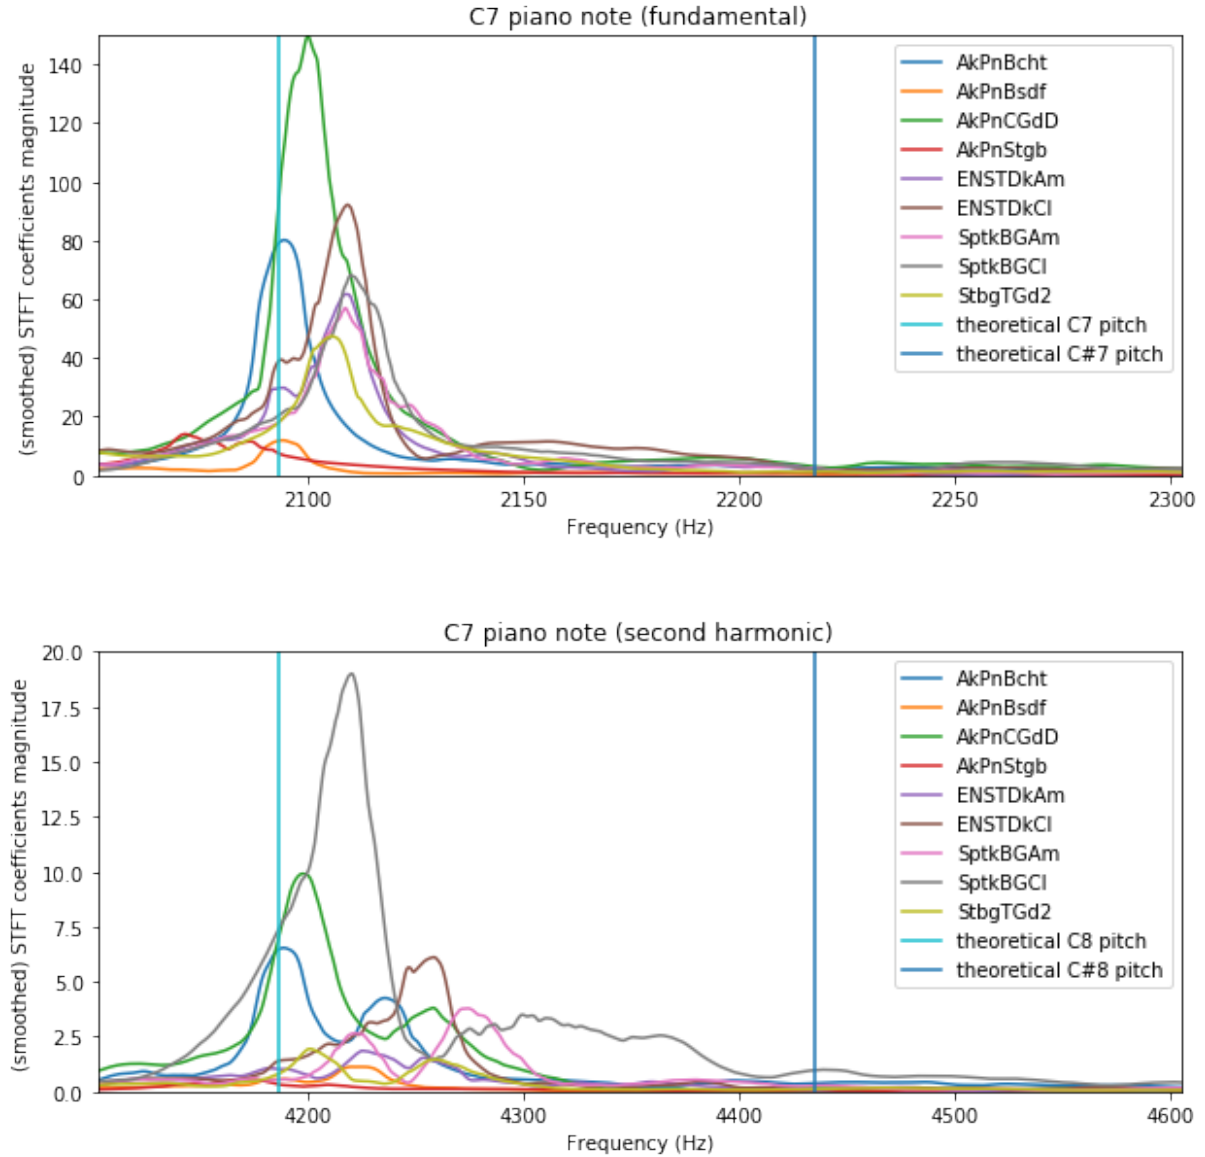 C7 piano note (fundamental)
(smoothed) STFT coefficients magnitude
140
120
100
80
60
40
20
0
2100
2150
2200
2250
2300
Frequency (Hz)
AkPnBcht
AkPnBsdf
AkPnCGdD
AkPnStgb
ENSTDkAm
ENSTDkCl
SptkBGAm
SptkBGCl
StbgTGd2
theoretical C7 pitch
theoretical C#7 pitch
C7 piano note (second harmonic)
(smoothed) STFT coefficients magnitude
20.0
17.5
15.0
12.5
10.0
7.5
5.0
2.5
0.0
4200
4300
4400
4500
4600
Frequency (Hz)
AkPnBcht
AkPnBsdf
AkPnCGdD
AkPnStgb
ENSTDkAm
ENSTDkCl
SptkBGAm
SptkBGCl
StbgTGd2
theoretical C8 pitch
theoretical C#8 pitch